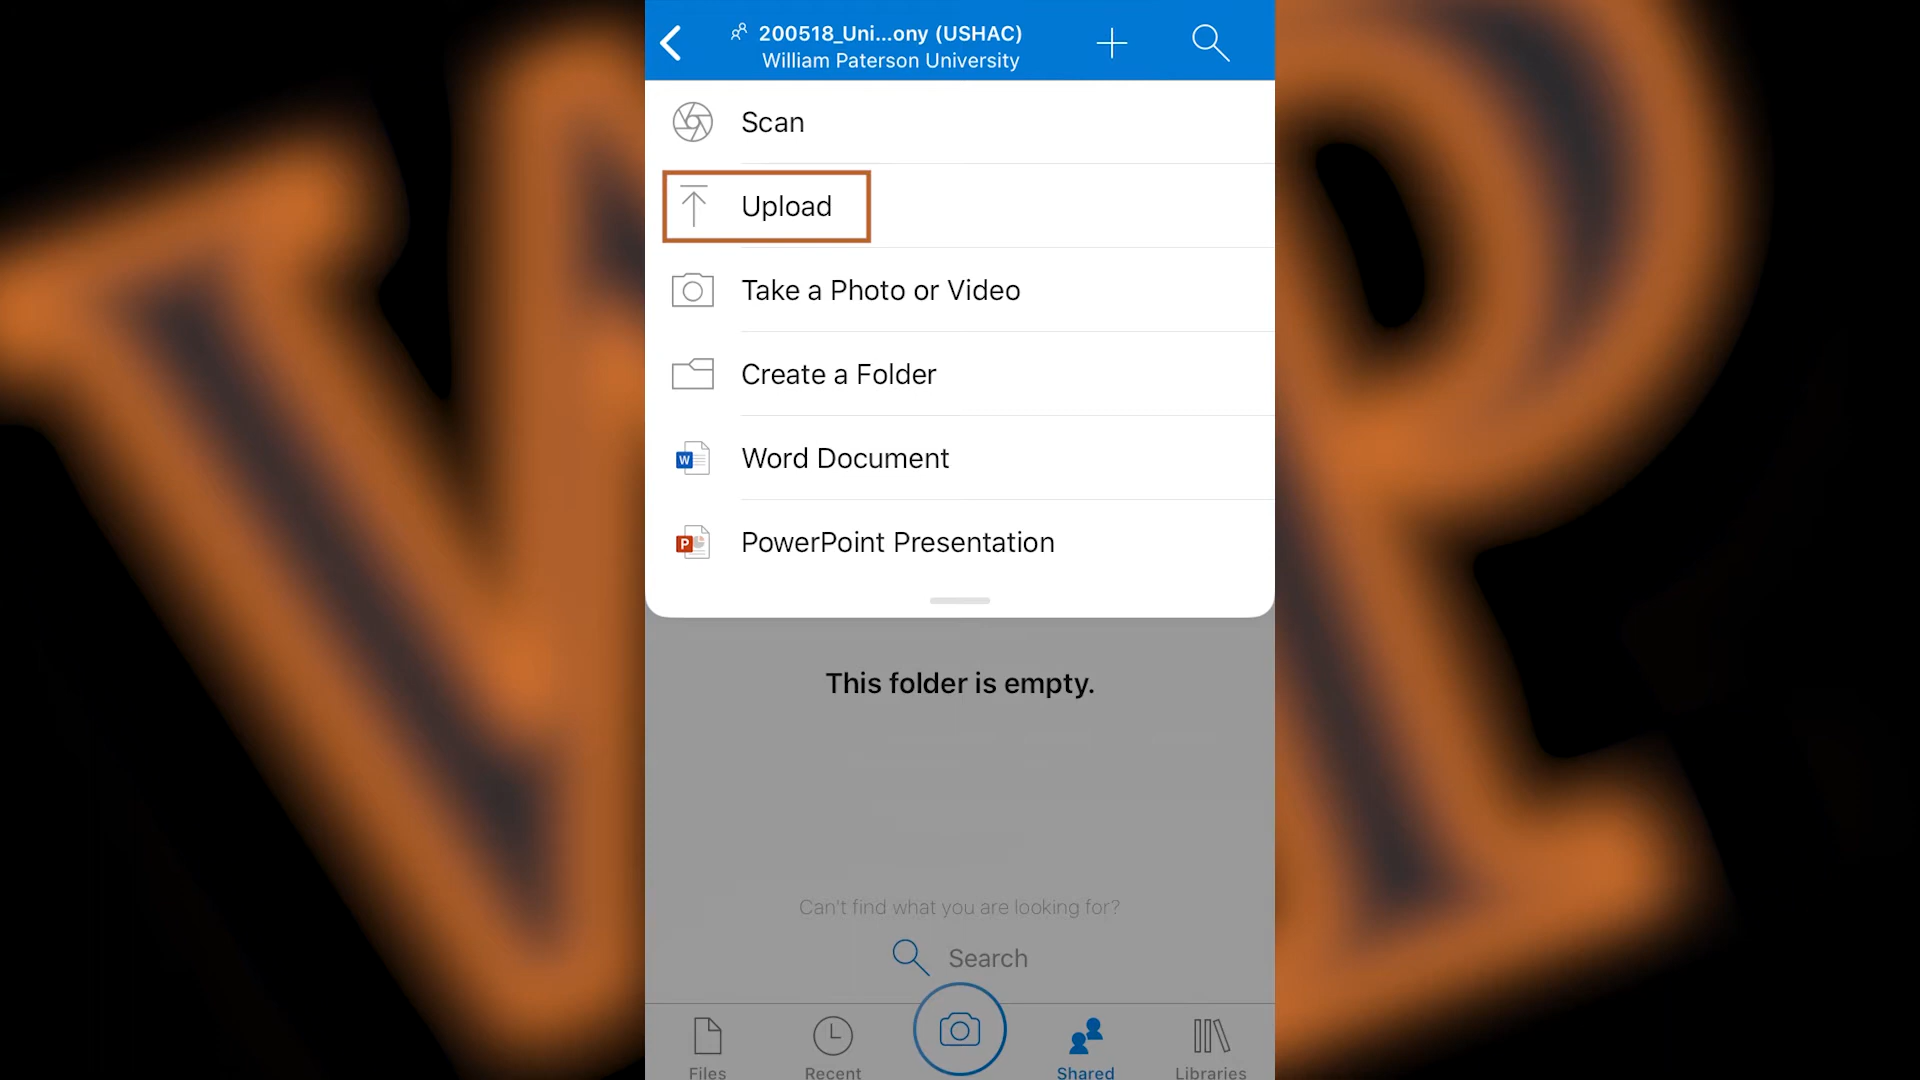 200518_Uni...ony (USHAC)
William Paterson University
Scan
Upload
Take a Photo or Video
Create a Folder
W
Word Document
P
PowerPoint Presentation
This folder is empty.
Can't find what you are looking for?
Search
Files
Recent
Shared
Libraries